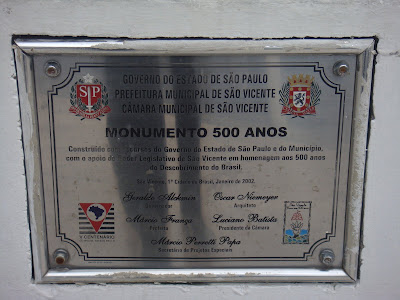 GOVERNO DO ESTADO DE SÃO PAULO
PREFEITURA MUNICIPAL DE SÃO VICENTE
CÂMARA MUNICIPAL DE SÃO VICENTE
SP
MONUMENTO 500 ANOS
Construído com recursos do Governo do Estado de São Paulo e do Município,
com o apoio do Poder Legislativo de São Vicente em homenagem aos 500 anos
do Descobrimento do Brasil.
São Vicente, 1ª Cidade do Brasil, Janeiro de 2002.
Geraldo Alckmin
Governador
Oscar Niemeyer
Arquiteto
Márcio França
Prefeito
Luciano Batista
Presidente da Câmara
Márcio Porretti Papa
Secretário de Projetos Especiais
V CENTENÁRIO